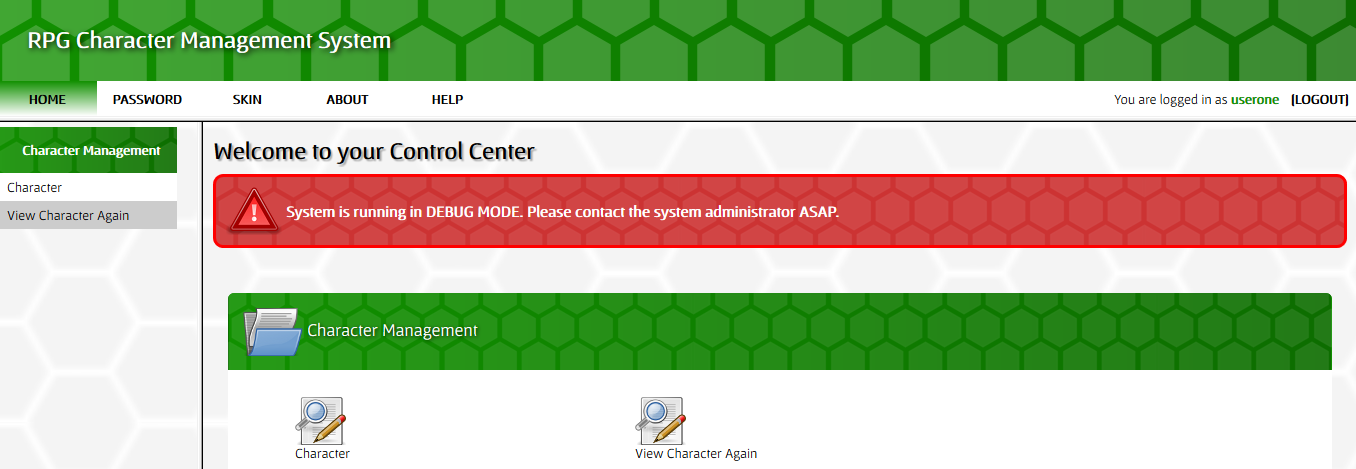 RPG Character Management System
HOME PASSWORD SKIN ABOUT HELP You are logged in as userone [LOGOUT]
Character Management
Character
View Character Again
Welcome to your Control Center
System is running in DEBUG MODE. Please contact the system administrator ASAP.
Character Management
Character View Character Again